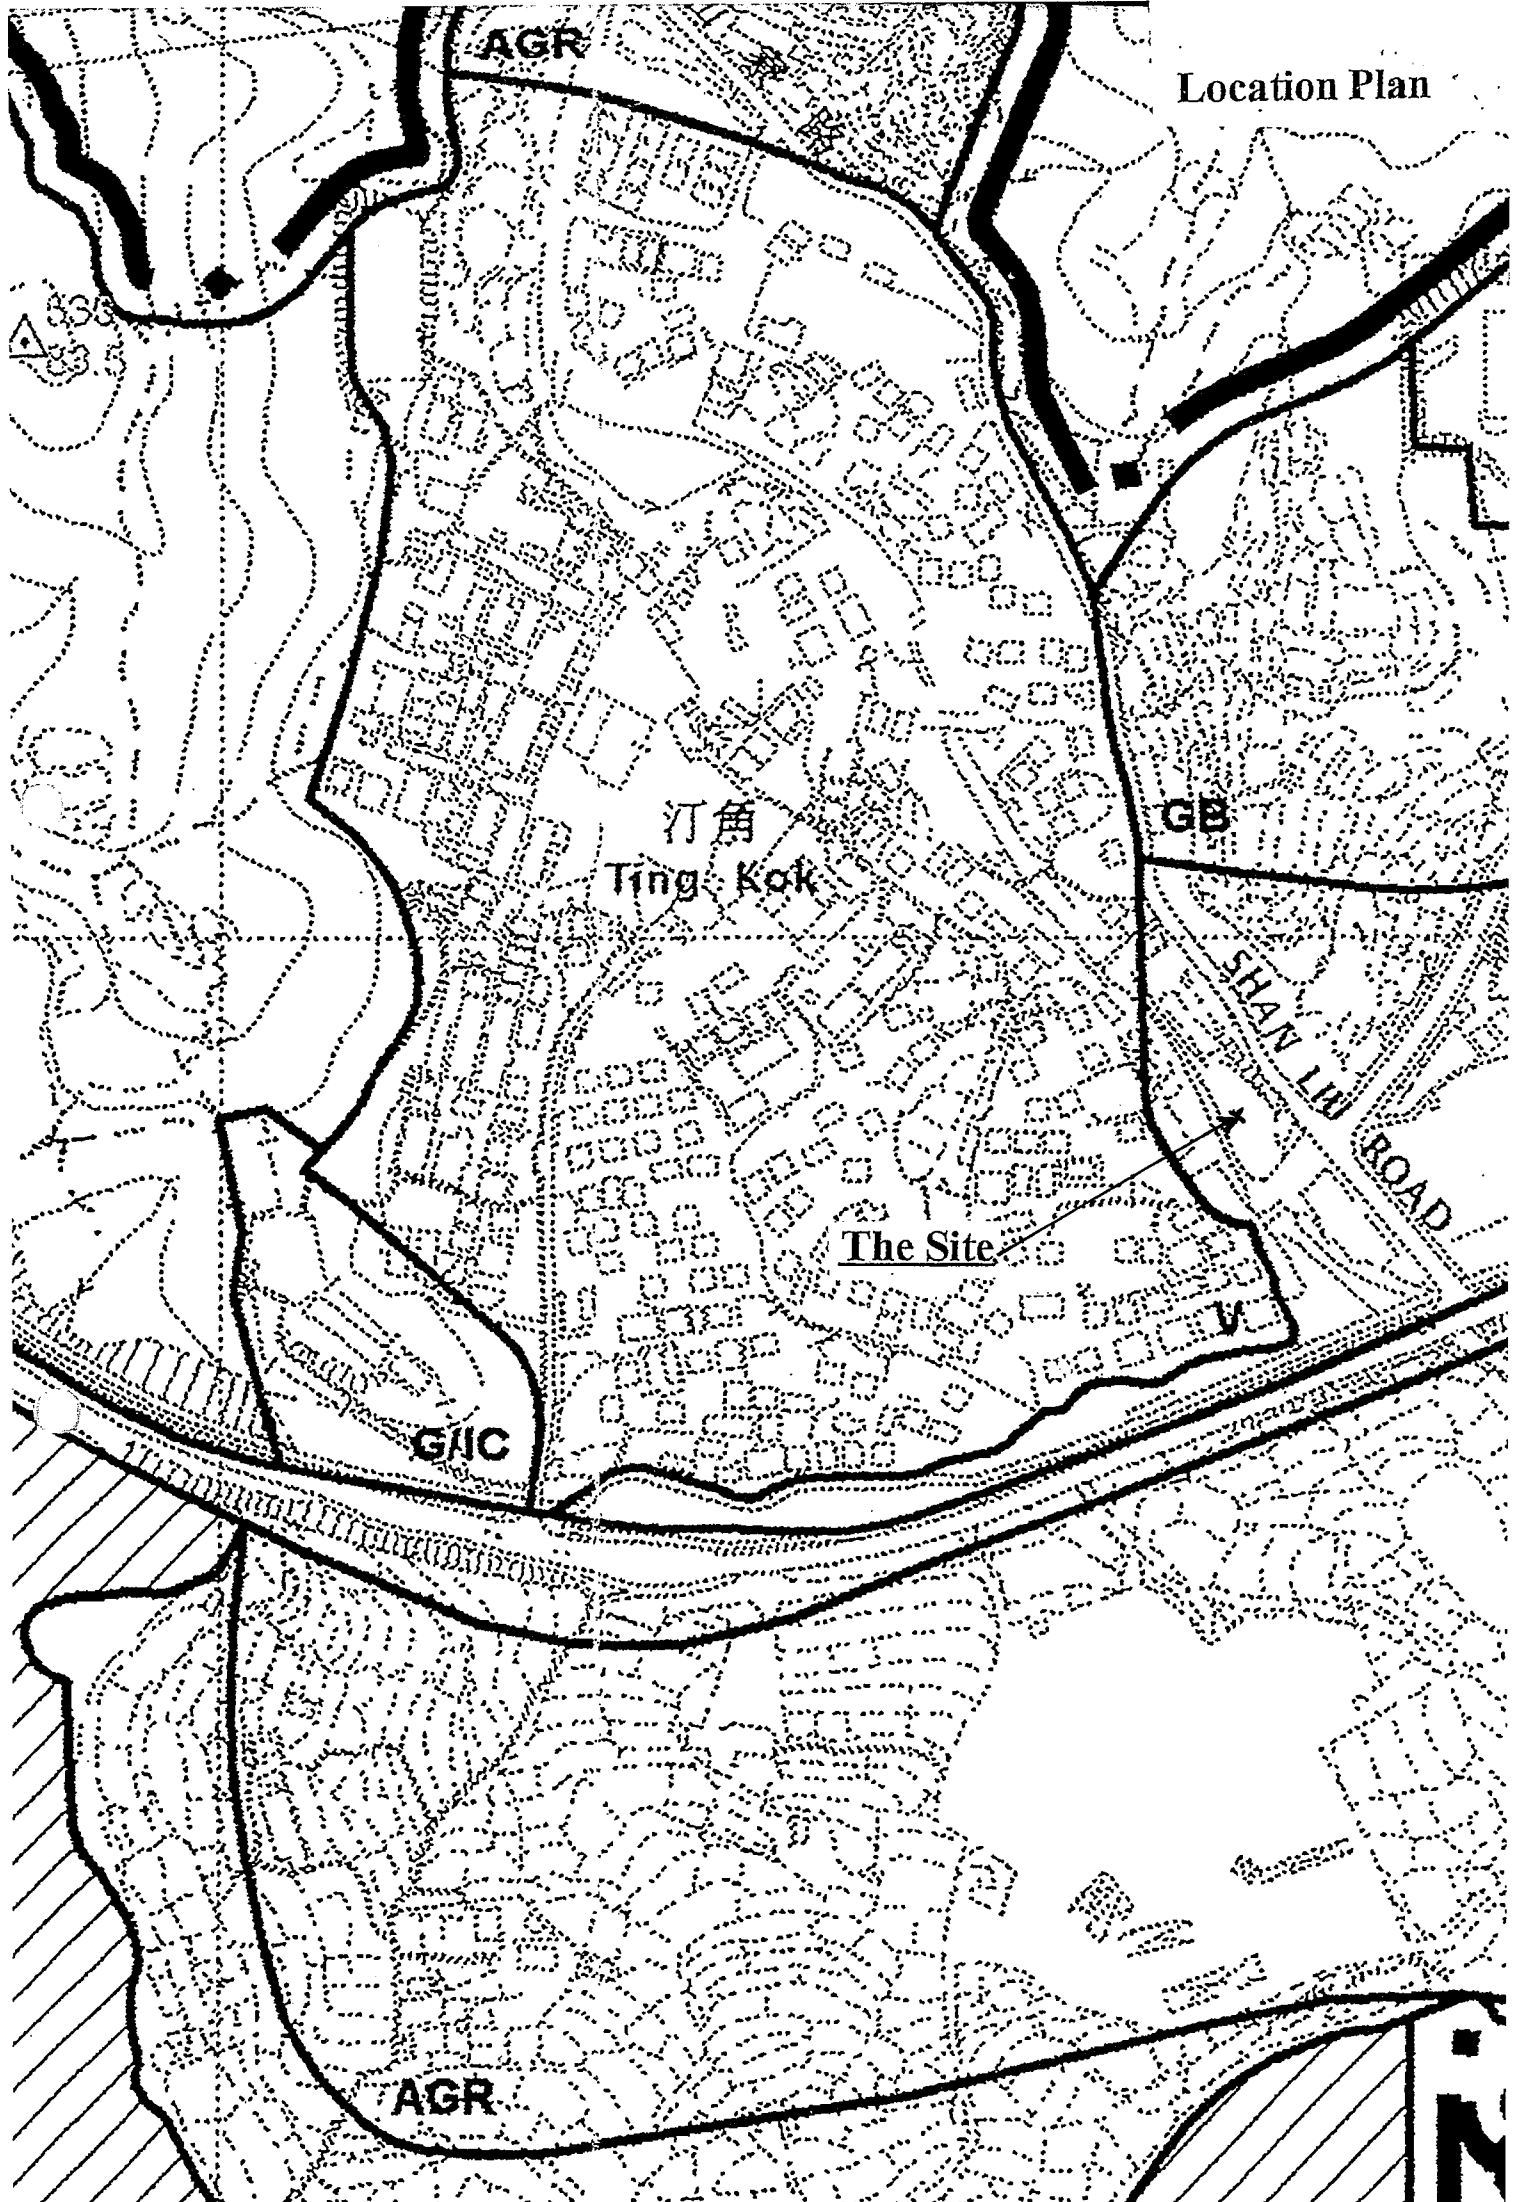 AGR
Location Plan
汀角
Ting Kok
GB
SHAN LIU ROAD
The Site
V
G/IC
AGR